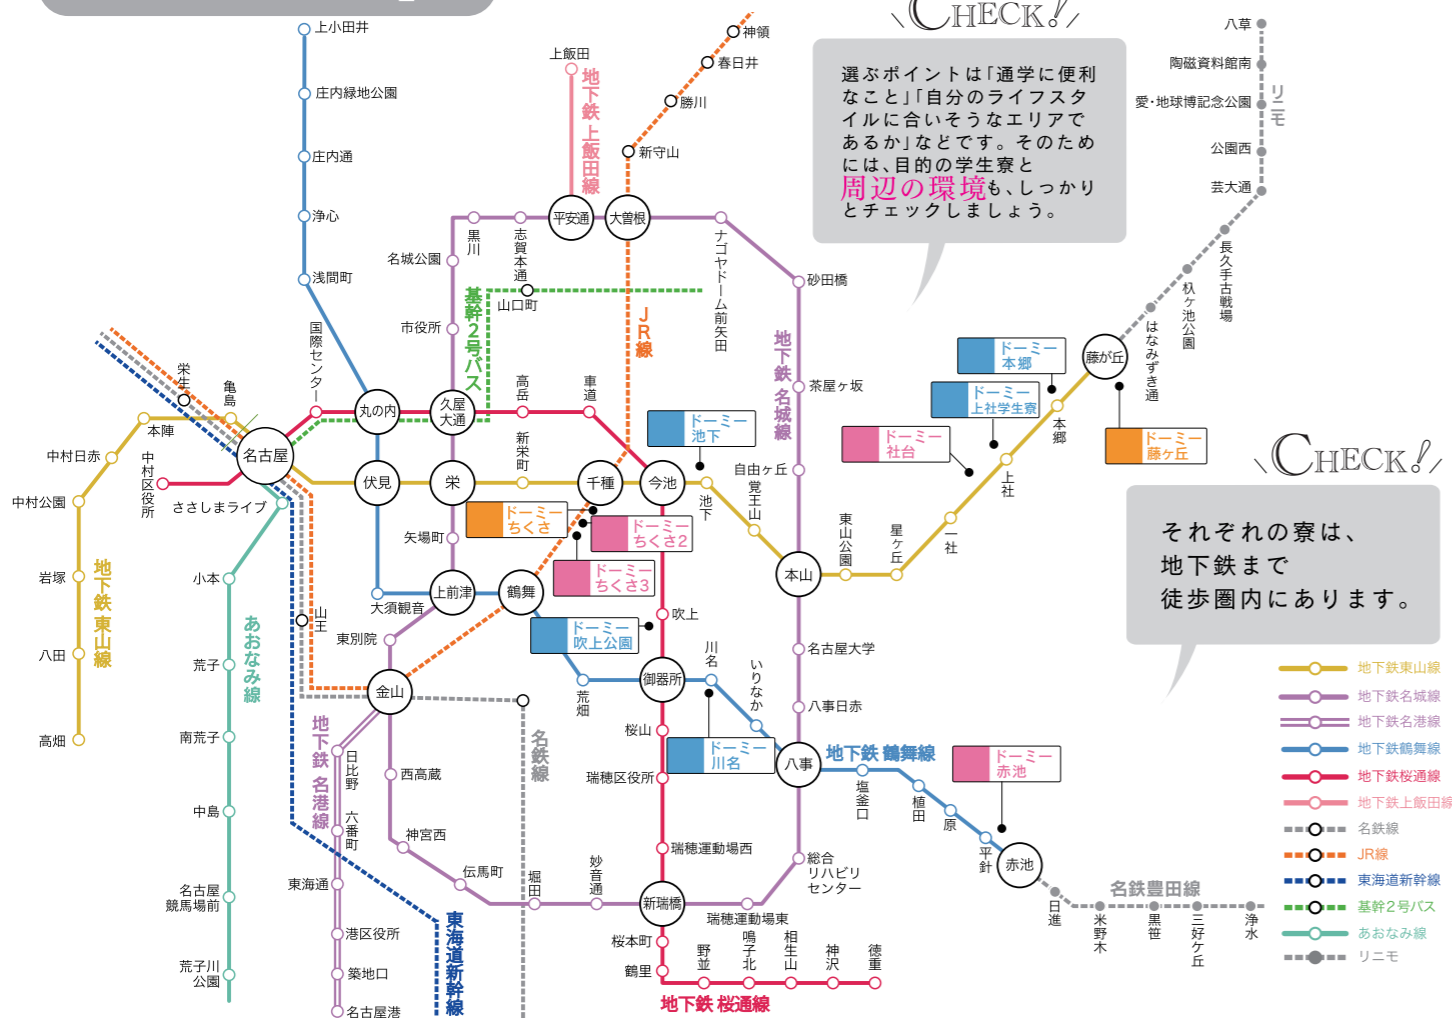 CHECK!
選ぶポイントは「通学に便利
なこと」「自分のライフスタ
イルに合いそうなエリアで
あるか」などです。そのため
には、目的の学生寮と
周辺の環境も、しっかり
とチェックしましょう。
CHECK!
それぞれの寮は、
地下鉄まで
徒歩圏内にあります。
上小田井
庄内緑地公園
庄内通
浄心
浅間町
国際センター
丸の内
久屋
大通
高岳
車道
上飯田
地下鉄 上飯田線
平安通
大曽根
黒川
志賀本通
名城公園
市役所
基幹2号バス
山口町
JR線
神領
春日井
勝川
新守山
ナゴヤドーム前矢田
砂田橋
地下鉄 名城線
茶屋ヶ坂
自由ヶ丘
覚王山
本山
東山公園
星ヶ丘
一社
上社
本郷
藤が丘
はなみずき通
杁ケ池公園
長久手古戦場
芸大通
公園西
愛・地球博記念公園
陶磁資料館南
八草
リニモ
ドーミー
本郷
ドーミー
上社学生寮
ドーミー
社台
ドーミー
藤ヶ丘
ドーミー
池下
ドーミー
ちくさ
ドーミー
ちくさ2
ドーミー
ちくさ3
ドーミー
吹上公園
ドーミー
川名
ドーミー
赤池
栄生
亀島
本陣
中村日赤
中村公園
中村区役所
名古屋
ささしまライブ
伏見
栄
新栄町
千種
今池
池下
岩塚
八田
高畑
地下鉄 東山線
小本
荒子
南荒子
中島
名古屋
競馬場前
荒子川
公園
あおなみ線
矢場町
上前津
鶴舞
大須観音
東別院
山王
金山
吹上
御器所
荒畑
川名
いりなか
名古屋大学
八事日赤
八事
地下鉄 鶴舞線
塩釜口
植田
原
平針
赤池
名鉄豊田線
日進
米野木
黒笹
三好ケ丘
浄水
桜山
瑞穂区役所
瑞穂運動場西
新瑞橋
瑞穂運動場東
総合
リハビリ
センター
桜本町
鶴里
野並
鳴子北
相生山
神沢
徳重
地下鉄 桜通線
名鉄線
西高蔵
神宮西
伝馬町
堀田
妙音通
地下鉄 名港線
日比野
六番町
東海通
港区役所
築地口
名古屋港
東海道新幹線
地下鉄東山線
地下鉄名城線
地下鉄名港線
地下鉄鶴舞線
地下鉄桜通線
地下鉄上飯田線
名鉄線
JR線
東海道新幹線
基幹2号バス
あおなみ線
リニモ